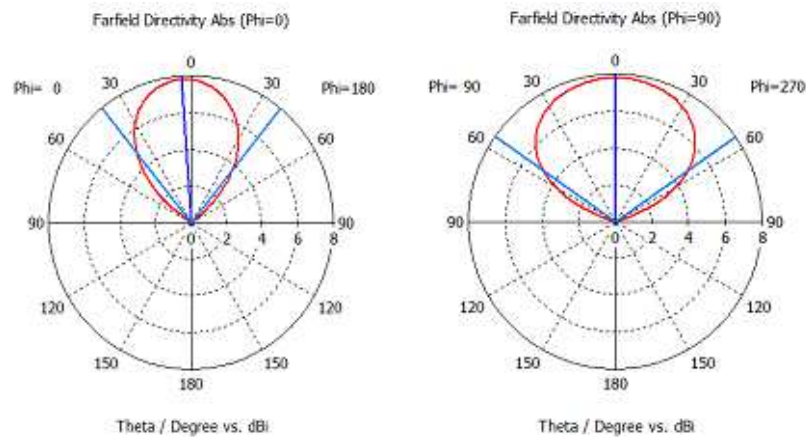 Farfield Directivity Abs (Phi=0)
0
30 30
Phi= 0 Phi=180
60 60
90 0 2 4 6 8 90
120 120
150 150
180
Theta / Degree vs. dBi
Farfield Directivity Abs (Phi=90)
0
30 30
Phi= 90 Phi=270
60 60
90 0 2 4 6 8 90
120 120
150 150
180
Theta / Degree vs. dBi